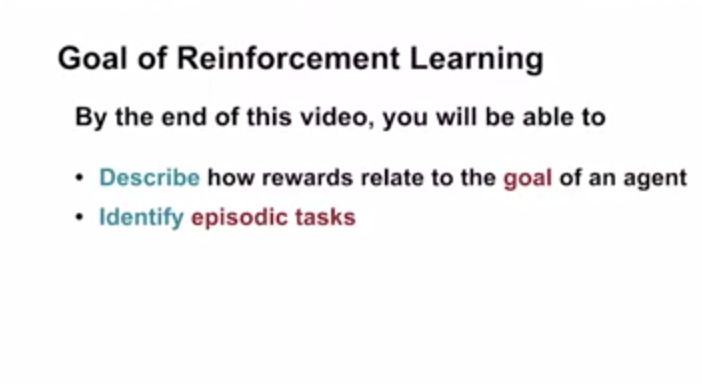 Goal of Reinforcement Learning
By the end of this video, you will be able to
• Describe how rewards relate to the goal of an agent
• Identify episodic tasks